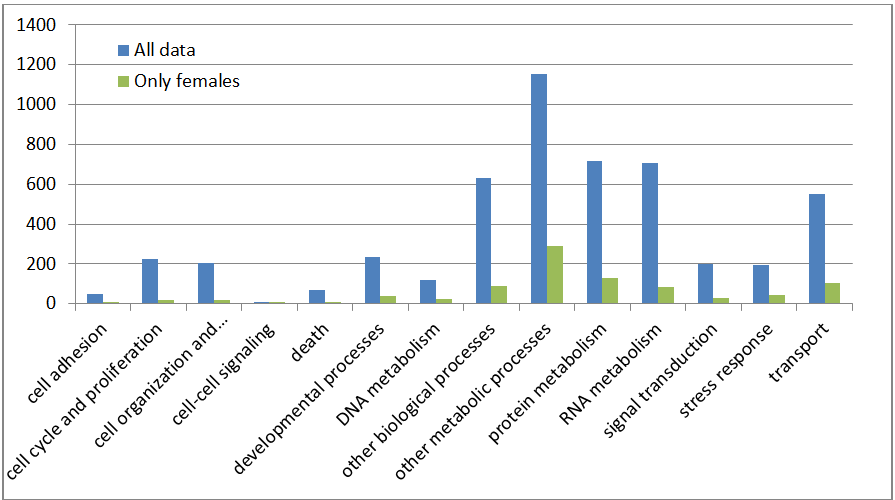 1400
1200
1000
800
600
400
200
0
All data
Only females
cell adhesion
cell cycle and proliferation
cell organization and...
cell-cell signaling
death
developmental processes
DNA metabolism
other biological processes
other metabolic processes
protein metabolism
RNA metabolism
signal transduction
stress response
transport